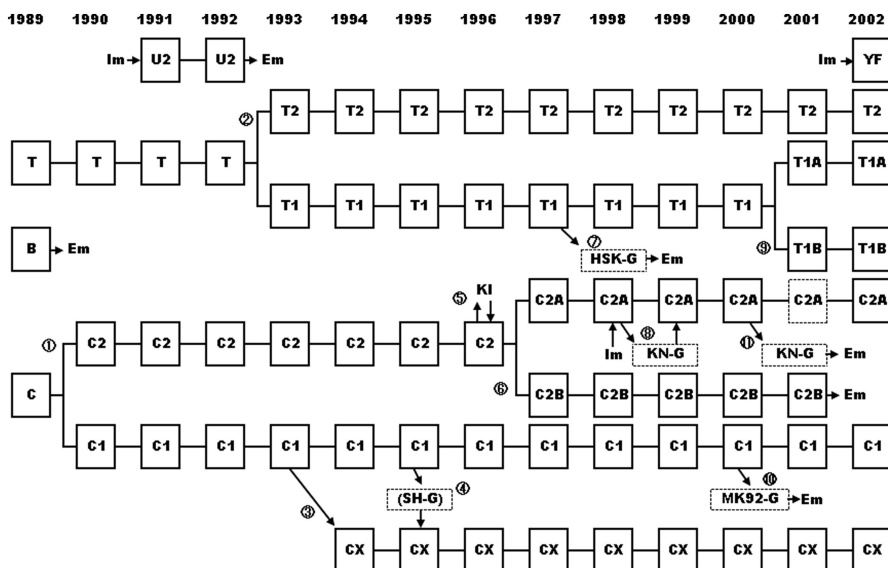 1989 1990 1991 1992 1993 1994 1995 1996 1997 1998 1999 2000 2001 2002
Im U2 U2 Em Im YF
② T2 T2 T2 T2 T2 T2 T2 T2 T2 T2
T T T T T1A T1A
T1 T1 T1 T1 T1 T1 T1 T1
B Em ⑦ ⑨ T1B T1B
HSK-G Em
KI C2A C2A C2A C2A C2A C2A
⑤
① C2 C2 C2 C2 C2 C2 C2 ⑧
Im KN-G ⑪ KN-G Em
C ⑥ C2B C2B C2B C2B C2B Em
C1 C1 C1 C1 C1 C1 C1 C1 C1 C1 C1 C1 C1
③ (SH-G) ④ ⑩ MK92-G Em
CX CX CX CX CX CX CX CX CX